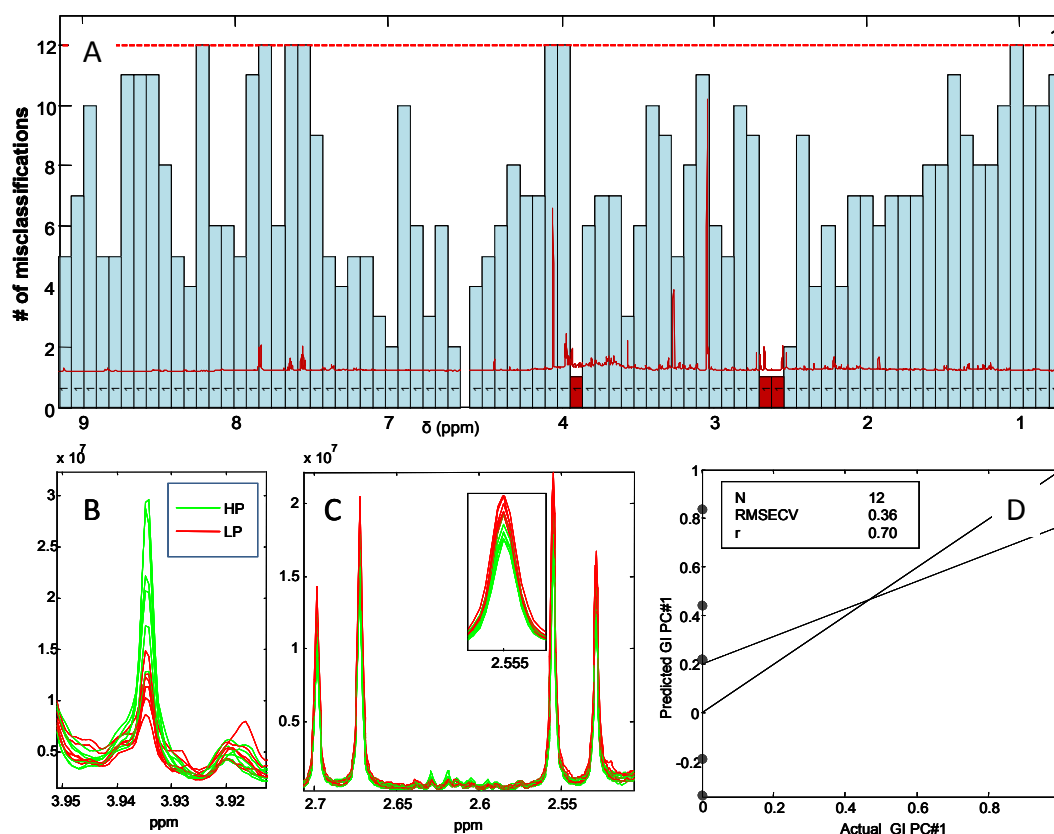 A
# of misclassifications
12
10
8
6
4
2
0
9
8
7
δ (ppm)
4
3
2
1
x 10^7
B
HP
LP
3
2.5
2
1.5
1
0.5
3.95
3.94
3.93
3.92
ppm
x 10^7
C
2
1.5
1
0.5
2.555
2.7
2.65
2.6
2.55
ppm
D
N 12
RMSECV 0.36
r 0.70
Predicted GI PC#1
1
0.8
0.6
0.4
0.2
0
-0.2
0
0.2
0.4
0.6
0.8
Actual GI PC#1